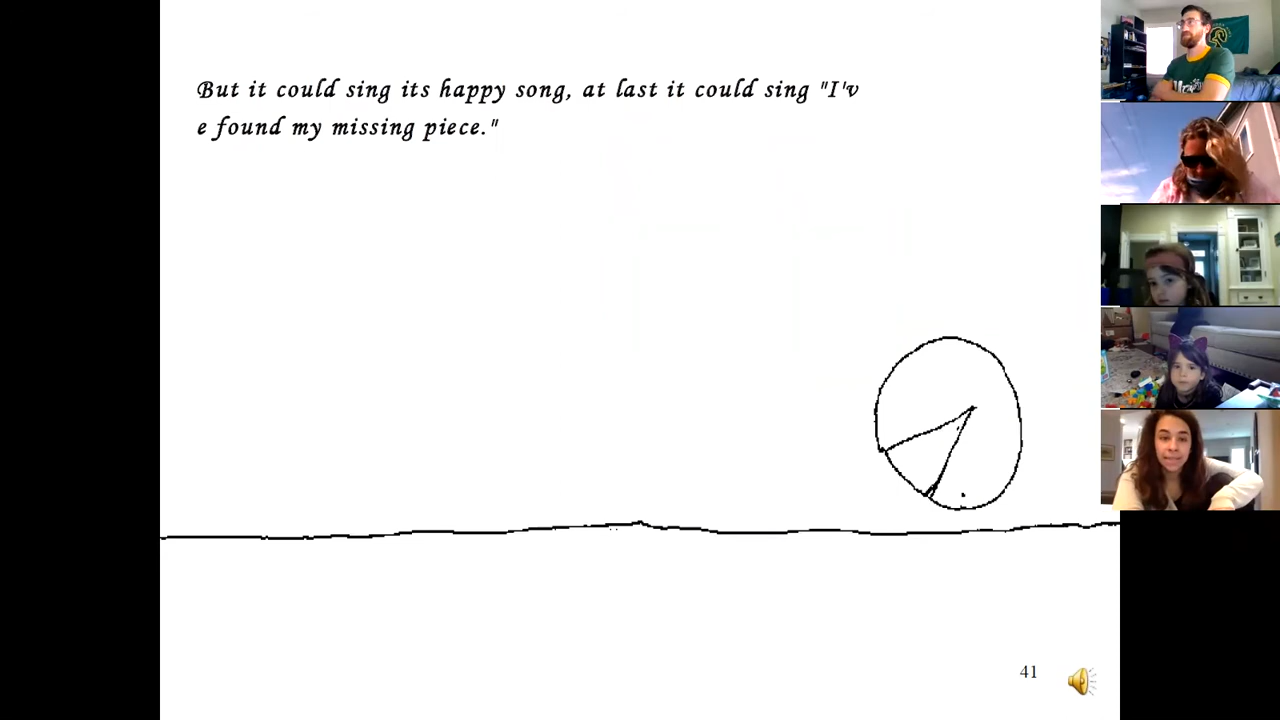 But it could sing its happy song, at last it could sing "I'v
e found my missing piece."
41